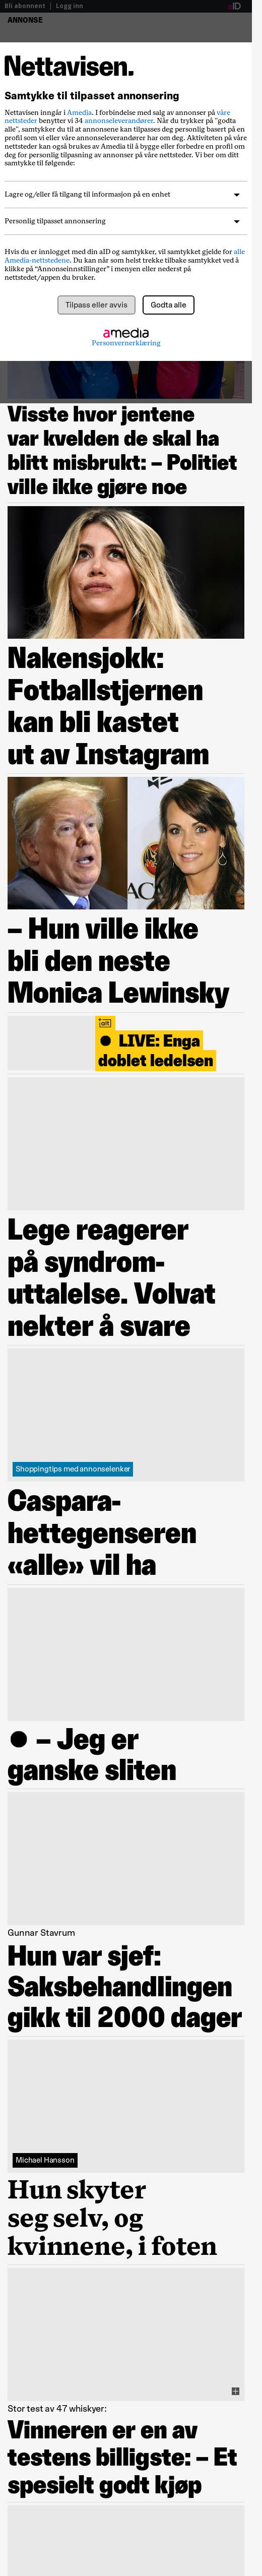 Bli abonnent | Logg inn
aID
ANNONSE
Nettavisen.
Samtykke til tilpasset annonsering
Nettavisen inngår i Amedia. I forbindelse med salg av annonser på våre
nettsteder benytter vi 34 annonseleverandører. Når du trykker på "godta
alle", samtykker du til at annonsene kan tilpasses deg personlig basert på en
profil som vi eller våre annonseleverandører har om deg. Aktiviteten på våre
nettsteder kan også brukes av Amedia til å bygge eller forbedre en profil om
deg for personlig tilpasning av annonser på våre nettsteder. Vi ber om ditt
samtykke til følgende:
Lagre og/eller få tilgang til informasjon på en enhet
Personlig tilpasset annonsering
Hvis du er innlogget med din aID og samtykker, vil samtykket gjelde for alle
Amedia-nettstedene. Du kan når som helst trekke tilbake samtykket ved å
klikke på “Annonseinnstillinger” i menyen eller nederst på
nettstedet/appen du bruker.
Tilpass eller avvis
Godta alle
amedia
Personvernerklæring
Visste hvor jentene
var kvelden de skal ha
blitt misbrukt: – Politiet
ville ikke gjøre noe
Nakensjokk:
Fotballstjernen
kan bli kastet
ut av Instagram
– Hun ville ikke
bli den neste
Monica Lewinsky
alt
LIVE: Enga
doblet ledelsen
Lege reagerer
på syndrom-
uttalelse. Volvat
nekter å svare
Shoppingtips med annonselenker
Caspara-
hettegenseren
«alle» vil ha
– Jeg er
ganske sliten
Gunnar Stavrum
Hun var sjef:
Saksbehandlingen
gikk til 2000 dager
Michael Hansson
Hun skyter
seg selv, og
kvinnene, i foten
Stor test av 47 whiskyer:
Vinneren er en av
testens billigste: – Et
spesielt godt kjøp